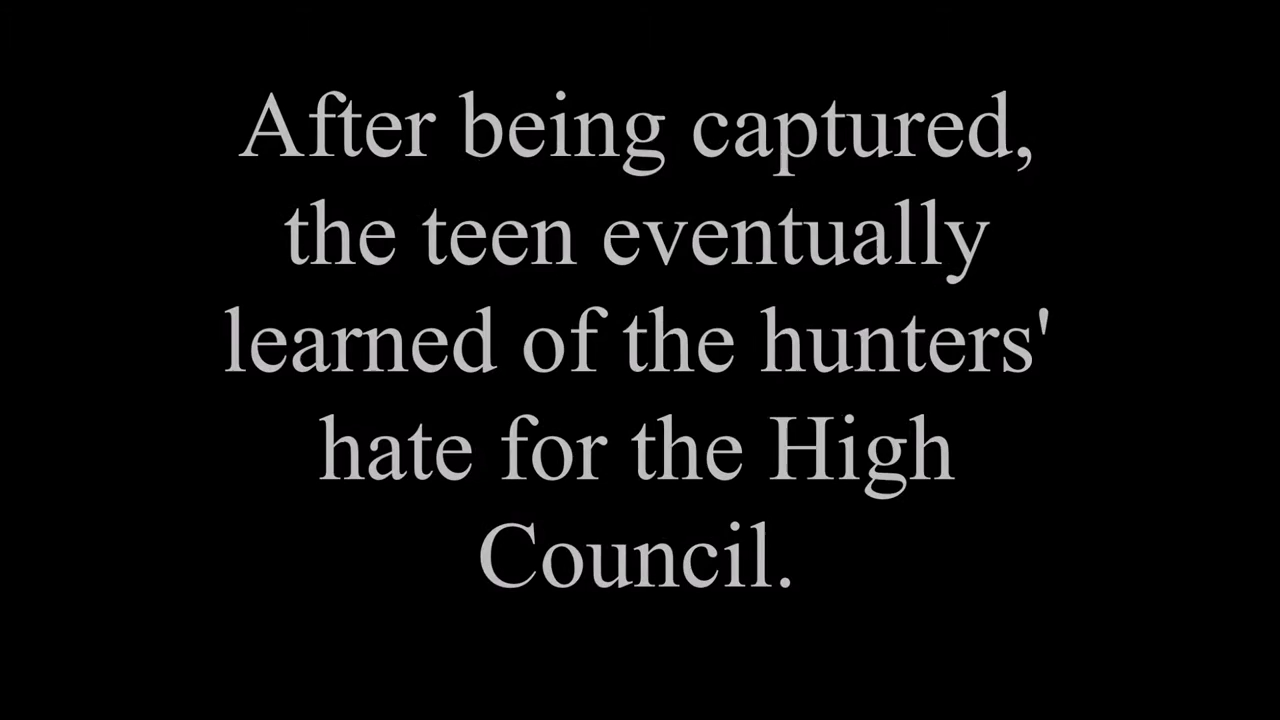 After being captured,
the teen eventually
learned of the hunters'
hate for the High
Council.